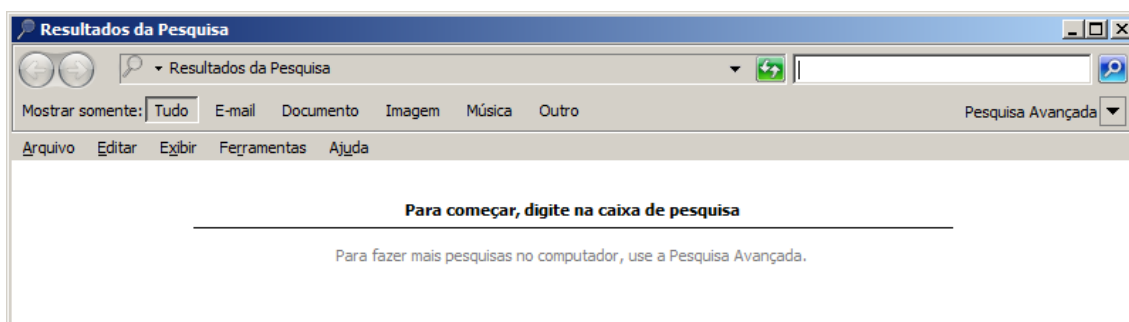 Resultados da Pesquisa
Resultados da Pesquisa
Mostrar somente: Tudo E-mail Documento Imagem Música Outro Pesquisa Avançada
Arquivo Editar Exibir Ferramentas Ajuda
Para começar, digite na caixa de pesquisa
Para fazer mais pesquisas no computador, use a Pesquisa Avançada.